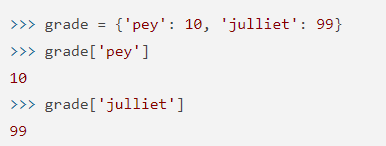 >>> grade = {'pey': 10, 'julliet': 99}
>>> grade['pey']
10
>>> grade['julliet']
99